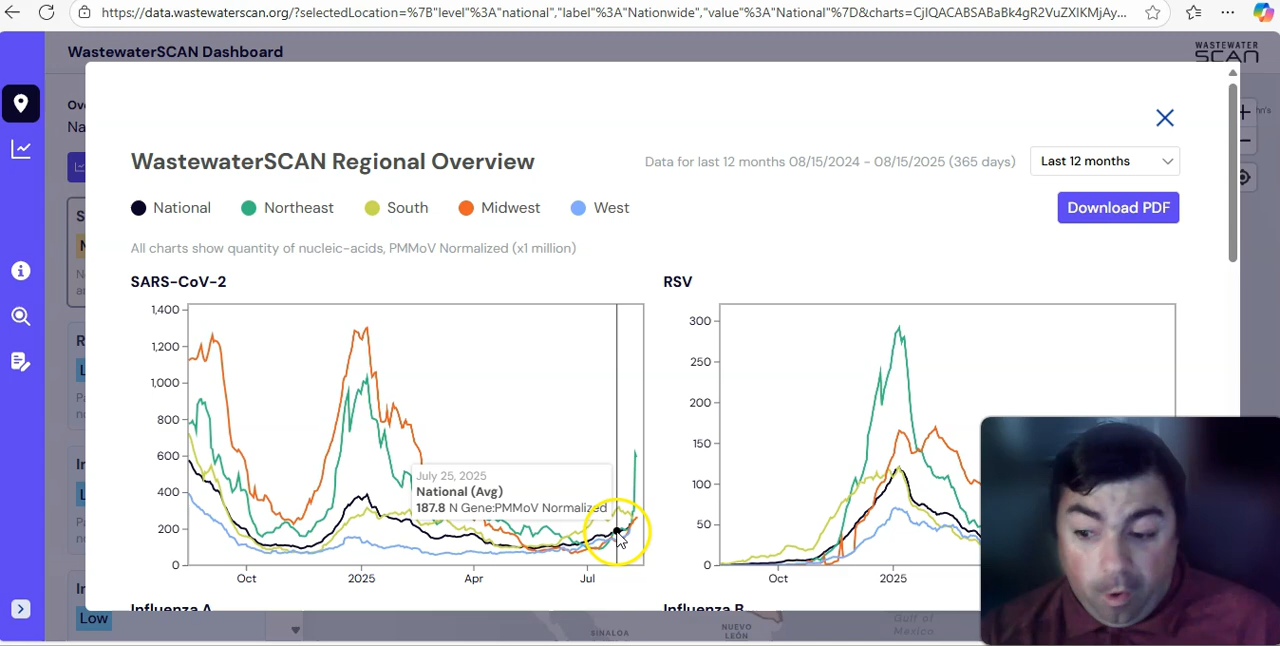 https://data.wastewaterscan.org/?selectedLocation=%7B"level"%3A"national","label"%3A"Nationwide","value"%3A"National"%7D&charts=CjIQACABSABaBk4gR2VuZXIKMjAy...
WastewaterSCAN Dashboard
WASTEWATER
SCAN
WastewaterSCAN Regional Overview
Data for last 12 months 08/15/2024 - 08/15/2025 (365 days)
Last 12 months
National
Northeast
South
Midwest
West
Download PDF
All charts show quantity of nucleic-acids, PMMoV Normalized (x1 million)
SARS-CoV-2
RSV
1,400
1,200
1,000
800
600
400
200
0
Oct
2025
Apr
Jul
July 25, 2025
National (Avg)
187.8 N Gene:PMMoV Normalized
300
250
200
150
100
50
0
Oct
2025
Influenza A
Influenza B
Low
SINALOA
NUEVO
LEÓN
Gulf of
Mexico